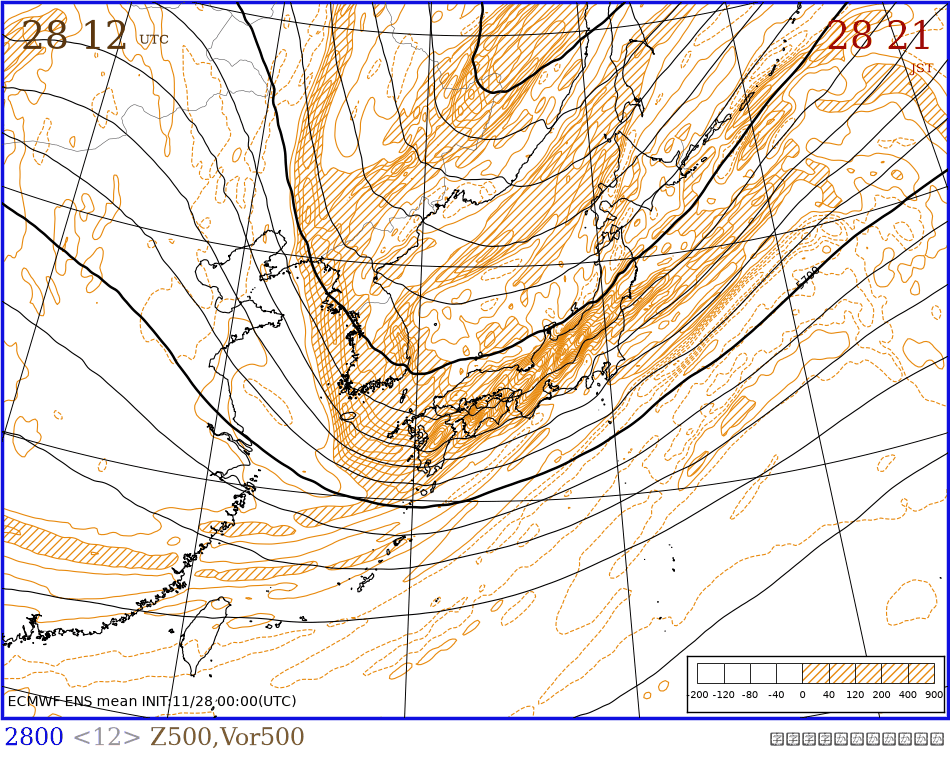 28 12 UTC
28 21
JST
5700
ECMWF ENS mean INIT:11/28 00:00(UTC)
-200 -120 -80 -40 0 40 120 200 400 900
2800 <12> Z500,Vor500